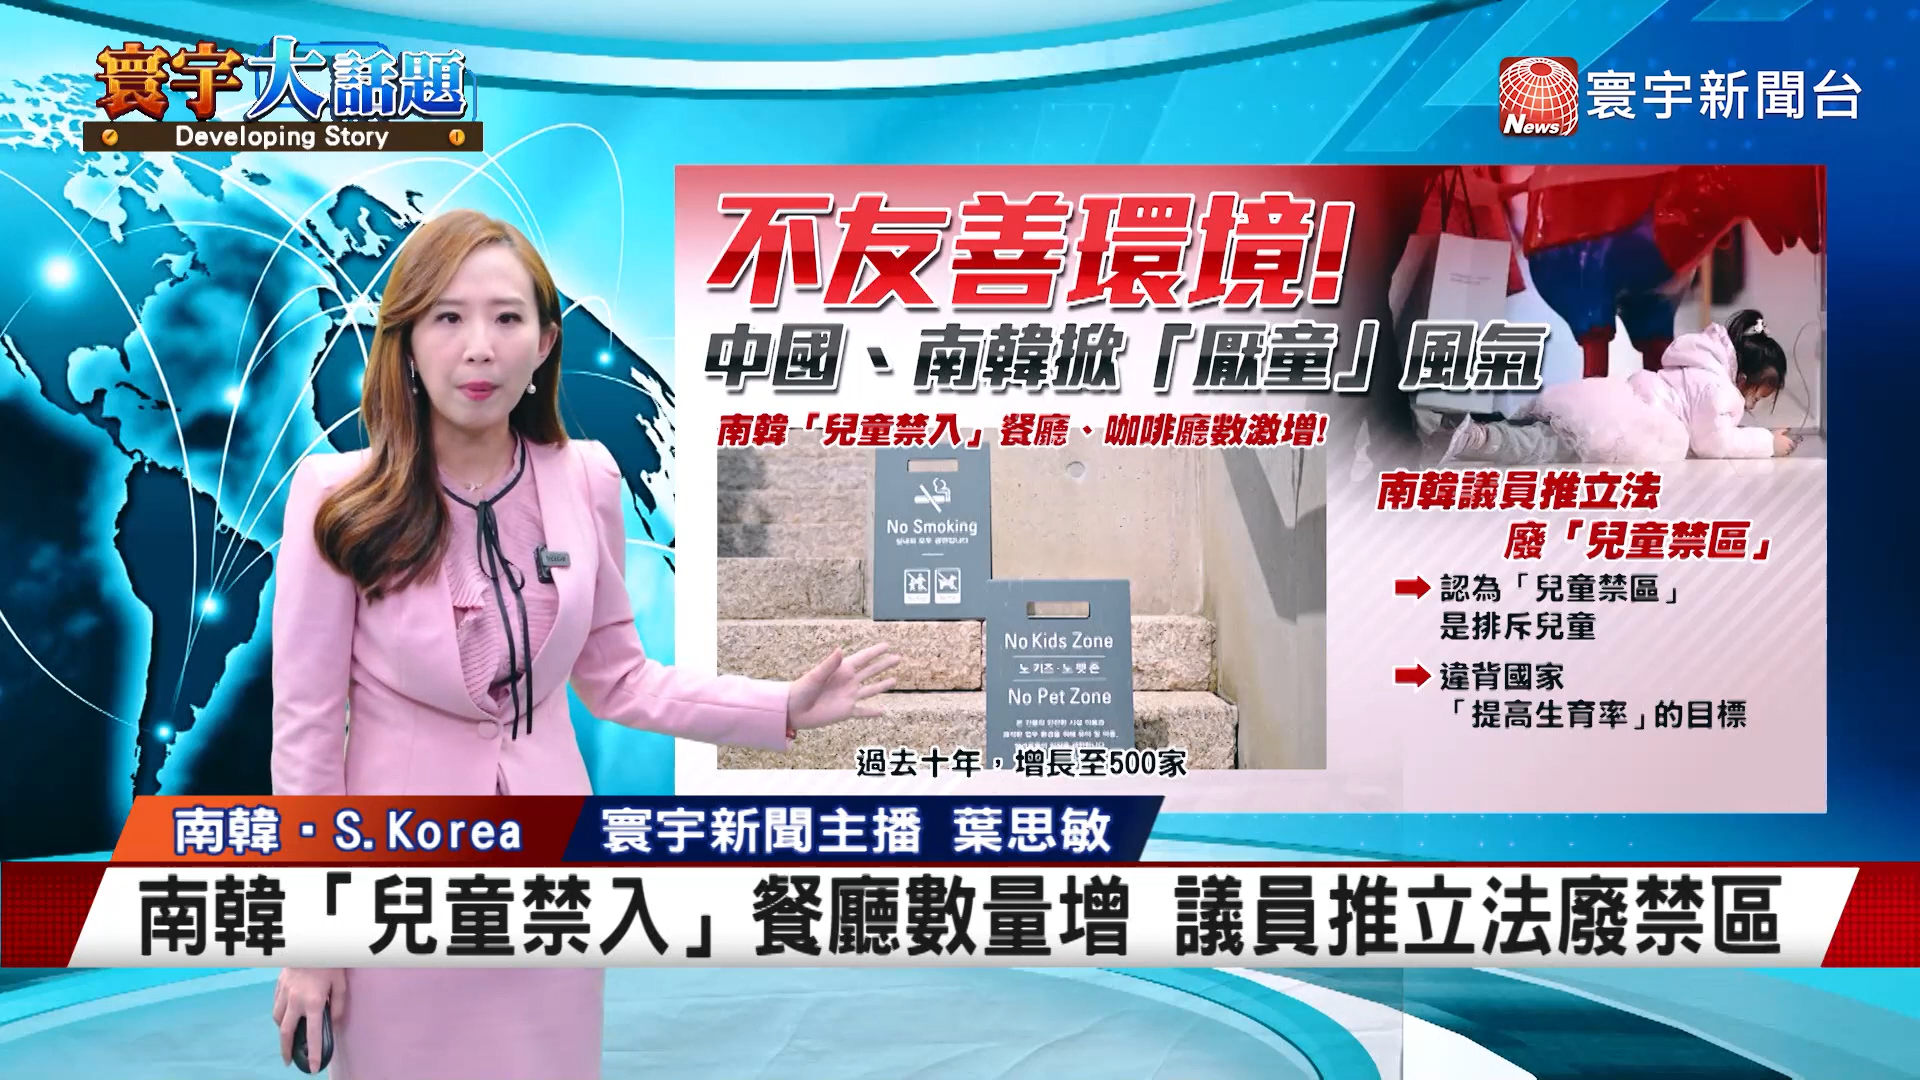 寰宇大話題
Developing Story
News
寰宇新聞台
不友善環境!
中國、南韓掀「厭童」風氣
南韓「兒童禁入」餐廳、咖啡廳數激增!
No Smoking
No Kids Zone
노 키즈·노 펫 존
No Pet Zone
過去十年，增長至500家
南韓議員推立法
廢「兒童禁區」
認為「兒童禁區」
是排斥兒童
違背國家
「提高生育率」的目標
南韓·S.Korea
寰宇新聞主播 葉思敏
南韓「兒童禁入」餐廳數量增 議員推立法廢禁區